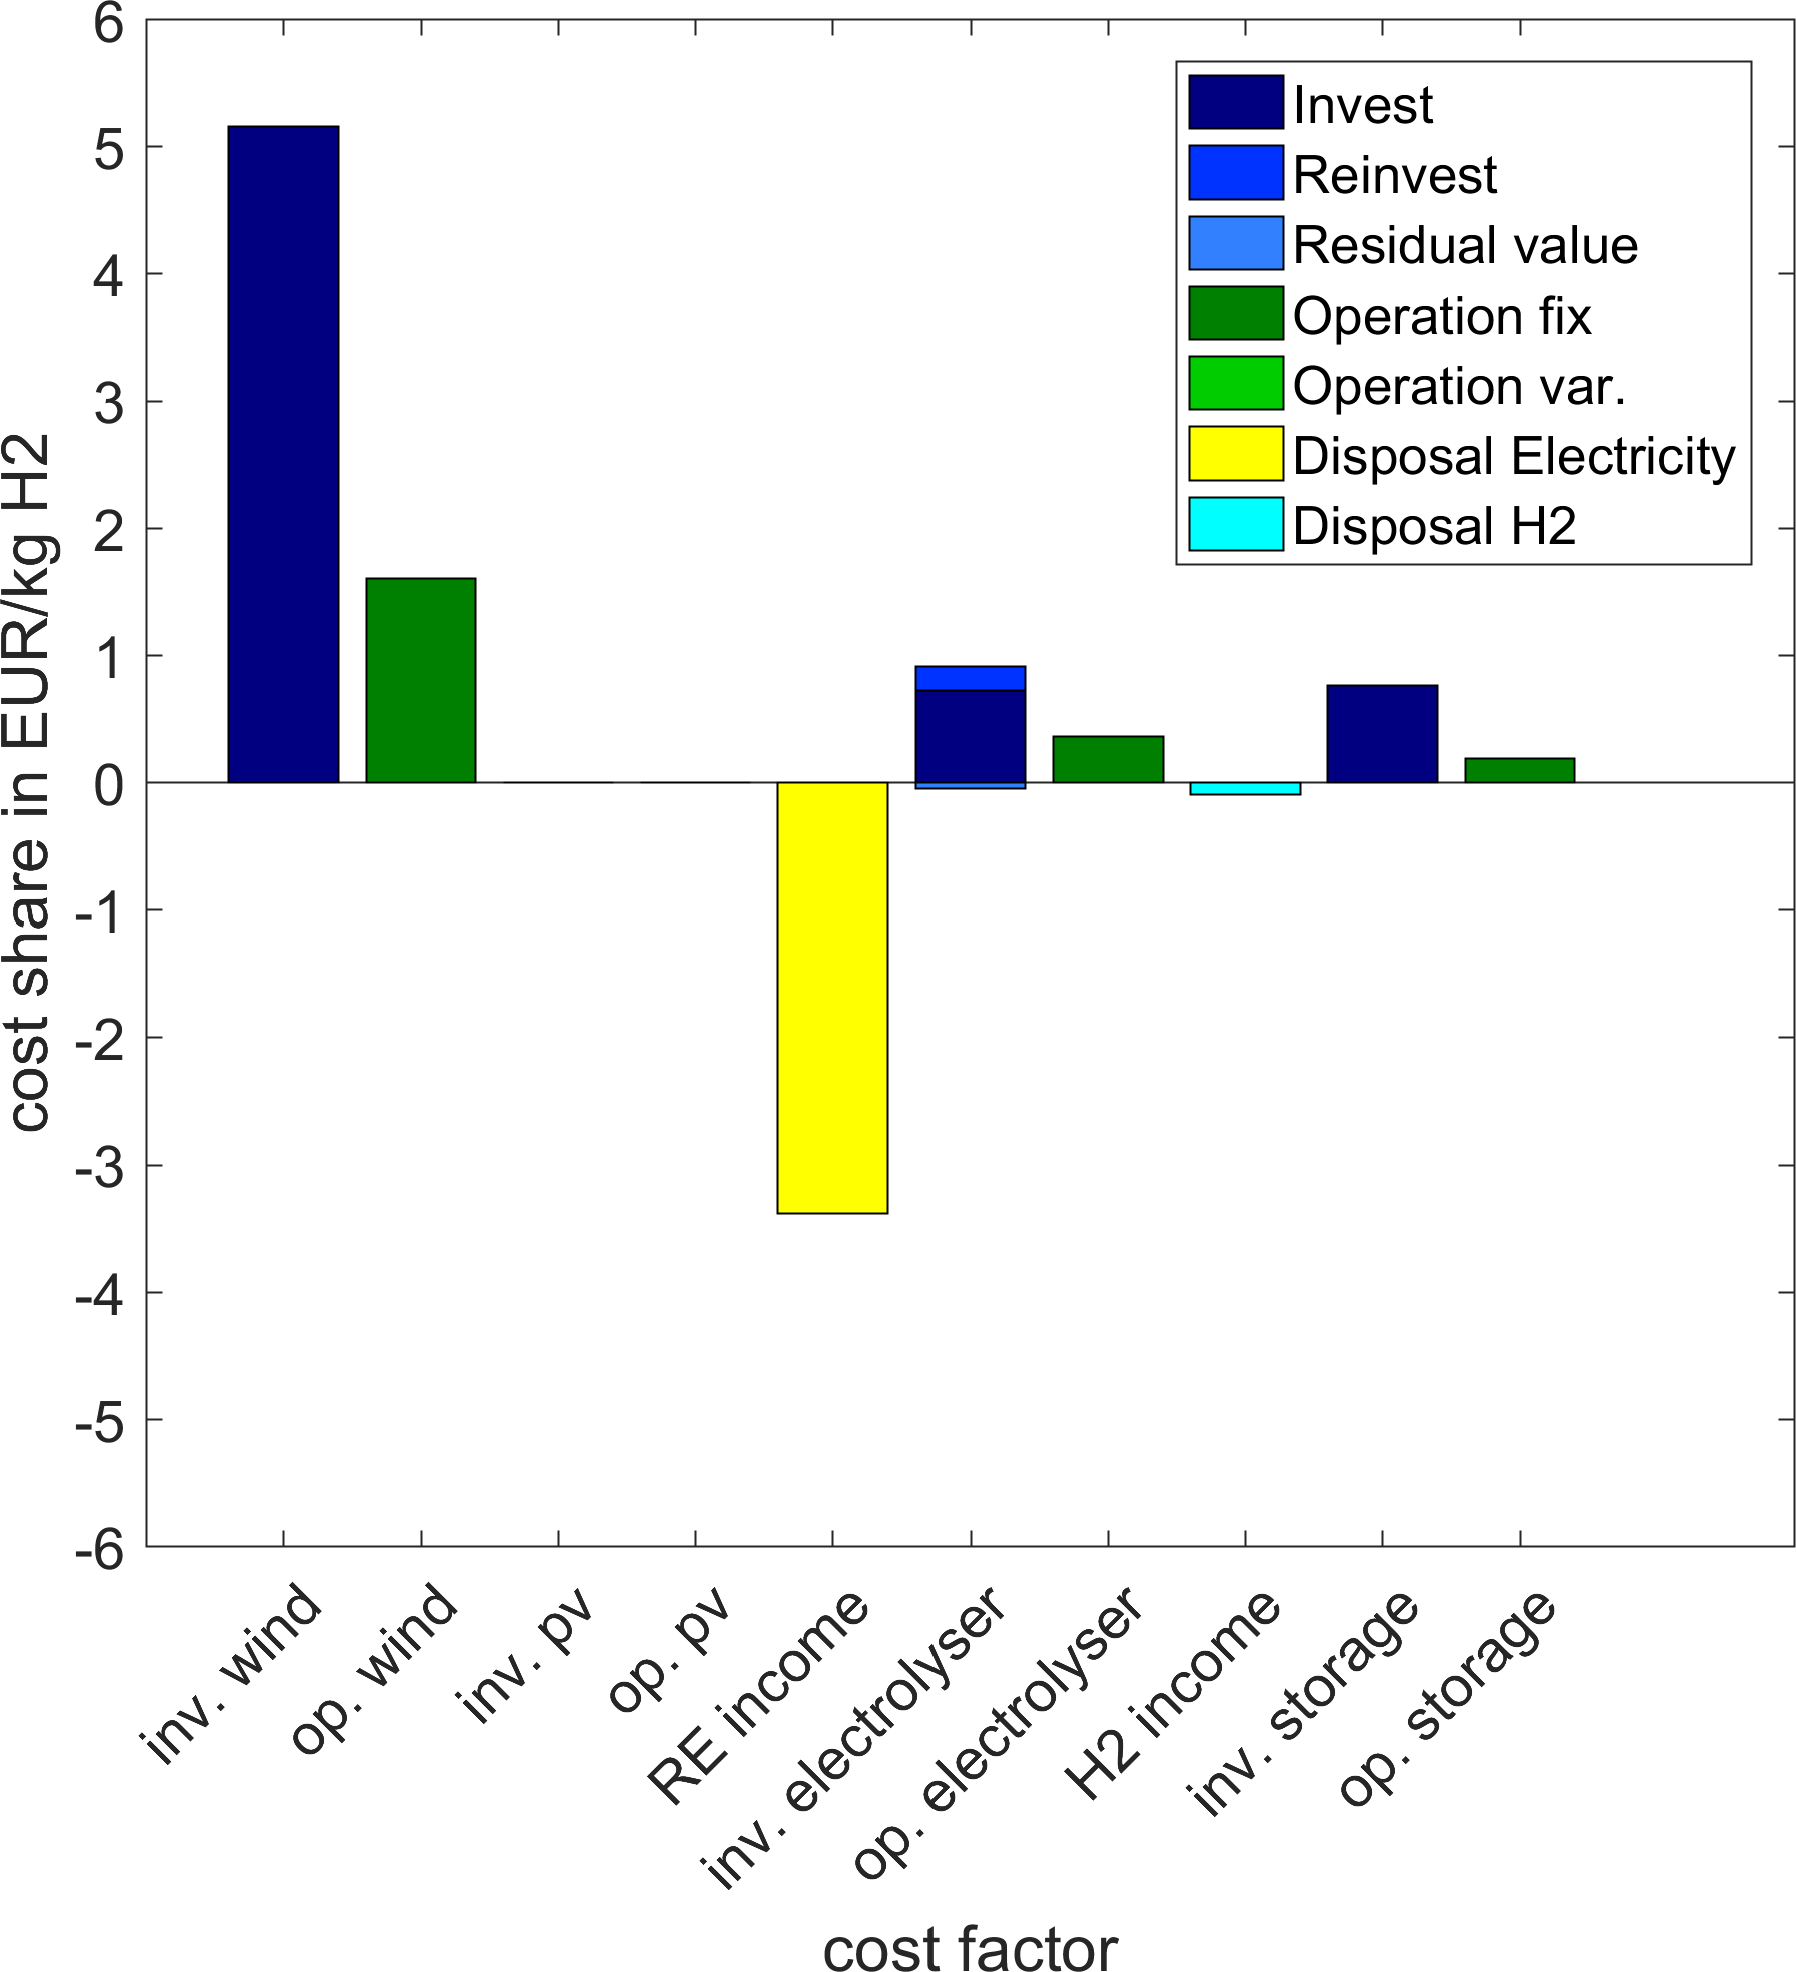 6
5
4
3
2
1
0
-1
-2
-3
-4
-5
-6
cost share in EUR/kg H2
Invest
Reinvest
Residual value
Operation fix
Operation var.
Disposal Electricity
Disposal H2
inv. wind
op. wind
inv. pv
op. pv
RE income
inv. electrolyser
op. electrolyser
H2 income
inv. storage
op. storage
cost factor